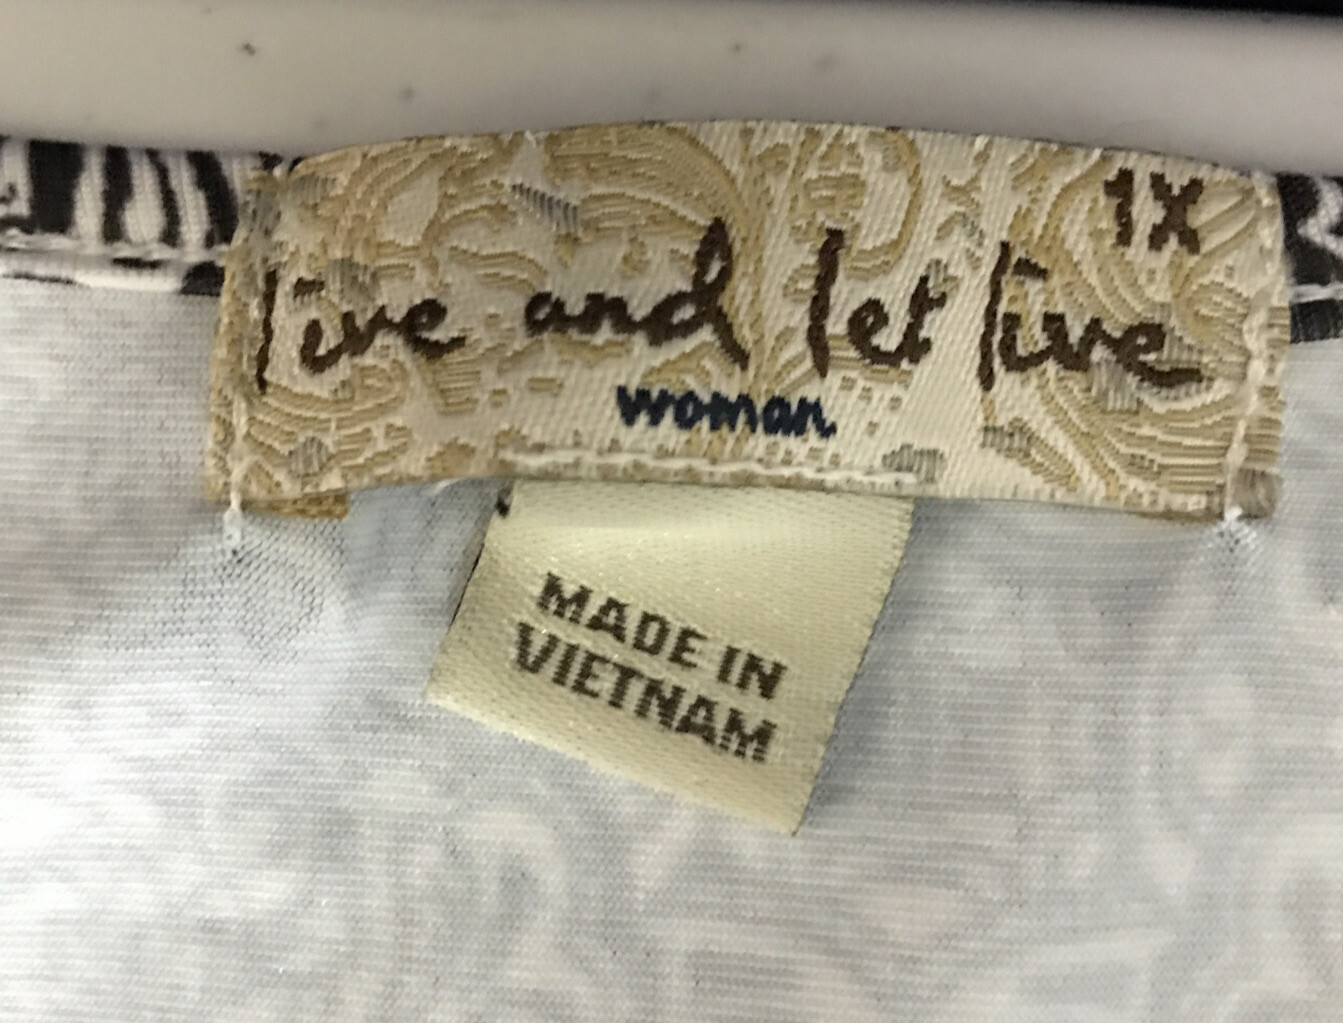 1X
live and let live
woman
MADE IN
VIETNAM